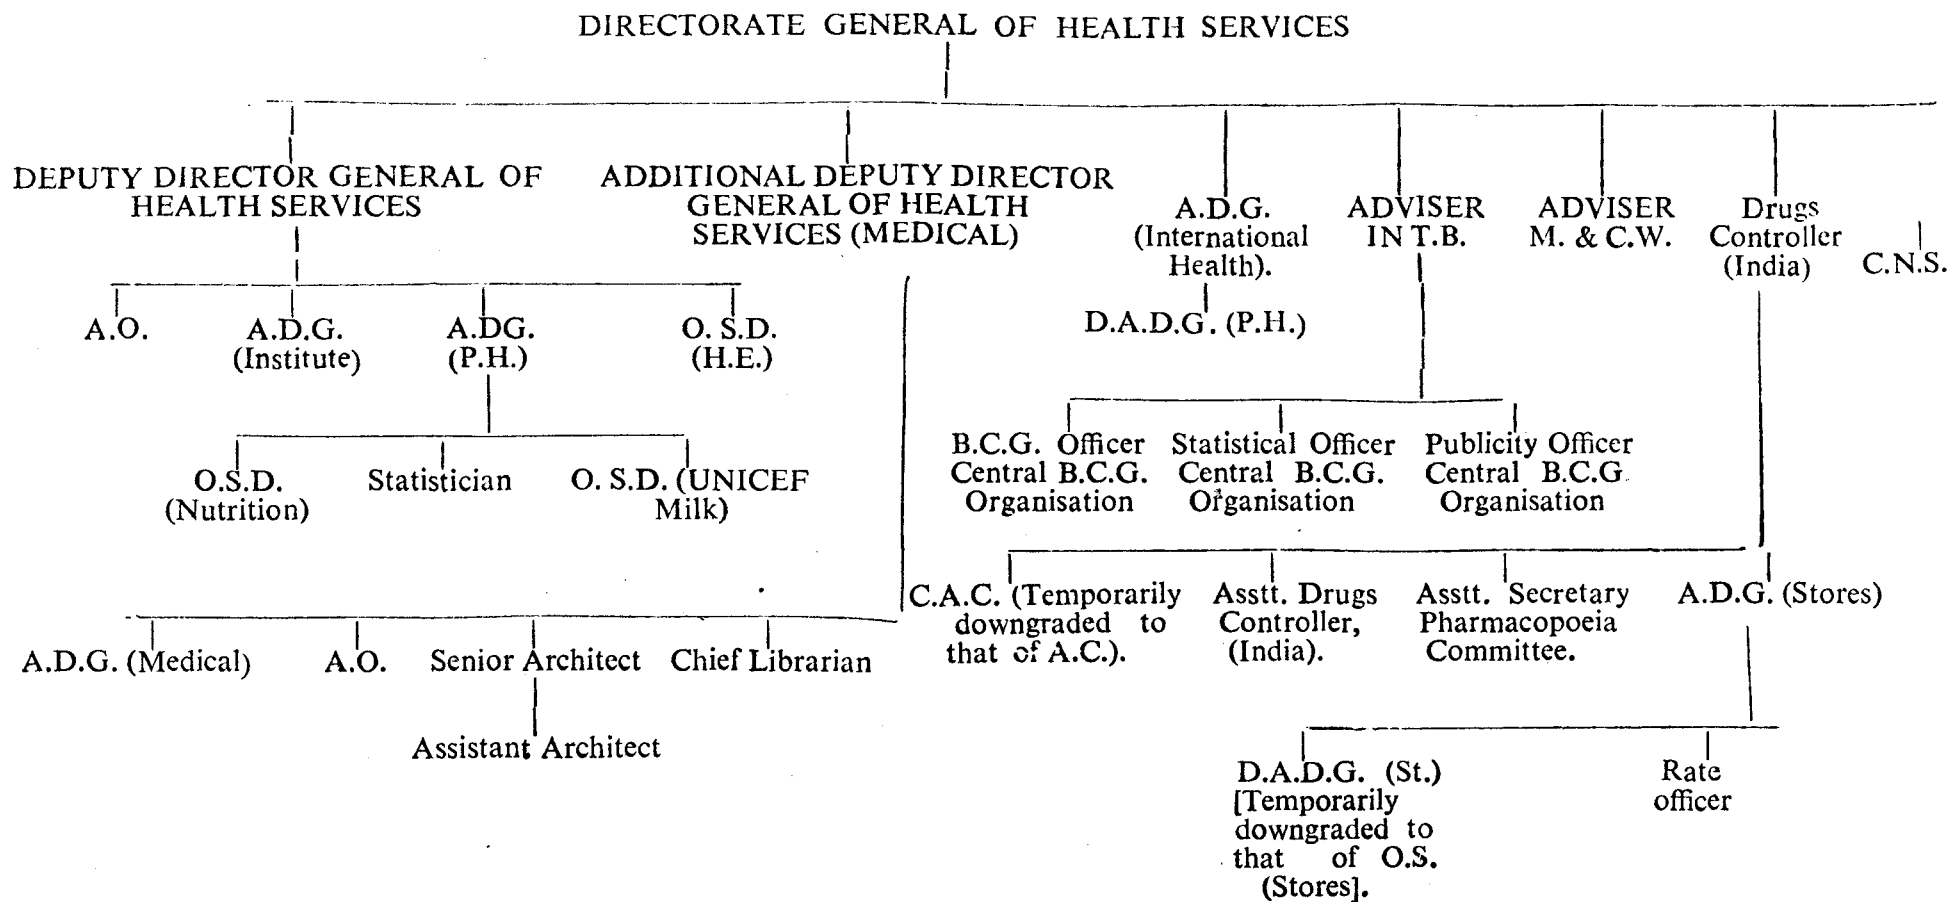 DIRECTORATE GENERAL OF HEALTH SERVICES
DEPUTY DIRECTOR GENERAL OF
HEALTH SERVICES
ADDITIONAL DEPUTY DIRECTOR
GENERAL OF HEALTH
SERVICES (MEDICAL)
A.D.G.
(International
Health).
ADVISER
IN T.B.
ADVISER
M. & C.W.
Drugs
Controller
(India)
C.N.S.
A.O.
A.D.G.
(Institute)
A.DG.
(P.H.)
O. S.D.
(H.E.)
D.A.D.G. (P.H.)
O.S.D.
(Nutrition)
Statistician
O. S.D. (UNICEF
Milk)
B.C.G. Officer
Central B.C.G.
Organisation
Statistical Officer
Central B.C.G.
Organisation
Publicity Officer
Central B.C.G.
Organisation
C.A.C. (Temporarily
downgraded to
that of A.C.).
Asstt. Drugs
Controller,
(India).
Asstt. Secretary
Pharmacopoeia
Committee.
A.D.G. (Stores)
A.D.G. (Medical)
A.O.
Senior Architect
Chief Librarian
Assistant Architect
D.A.D.G. (St.)
[Temporarily
downgraded to
that of O.S.
(Stores].
Rate
officer